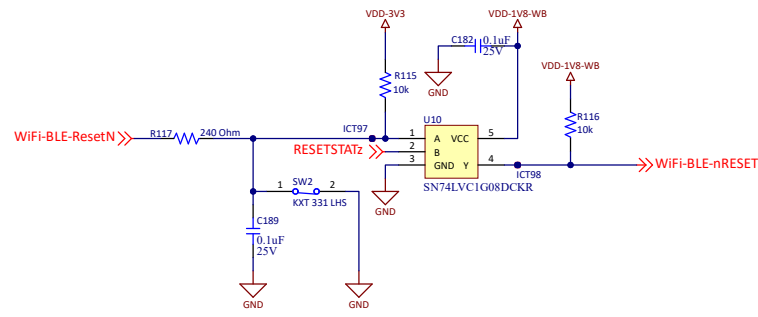 VDD-3V3
VDD-1V8-WB
C182
0.1uF
25V
GND
VDD-1V8-WB
R115
10k
R116
10k
U10
WiFi-BLE-ResetN
R117
240 Ohm
ICT97
1 A VCC 5
RESETSTATz
2 B
3 GND Y 4
ICT98
WiFi-BLE-nRESET
SN74LVC1G08DCKR
GND
1 SW2 2
KXT 331 LHS
C189
0.1uF
25V
GND
GND